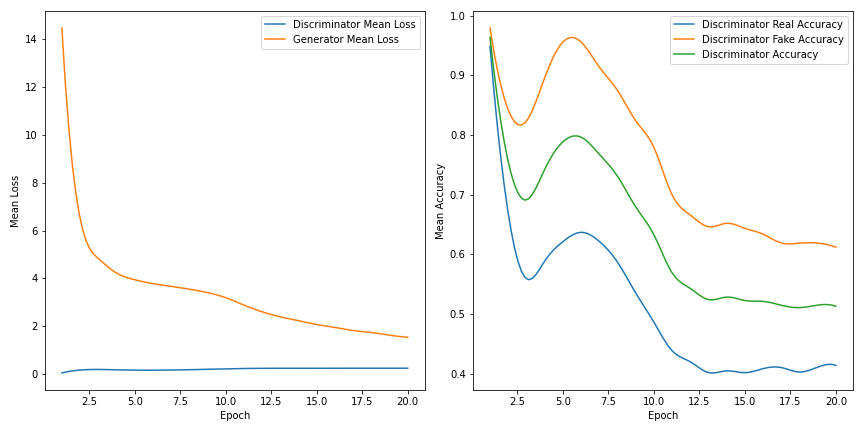 Discriminator Mean Loss
Generator Mean Loss
14
12
10
8
6
4
2
0
Mean Loss
2.5 5.0 7.5 10.0 12.5 15.0 17.5 20.0
Epoch
Discriminator Real Accuracy
Discriminator Fake Accuracy
Discriminator Accuracy
1.0
0.9
0.8
0.7
0.6
0.5
0.4
Mean Accuracy
2.5 5.0 7.5 10.0 12.5 15.0 17.5 20.0
Epoch